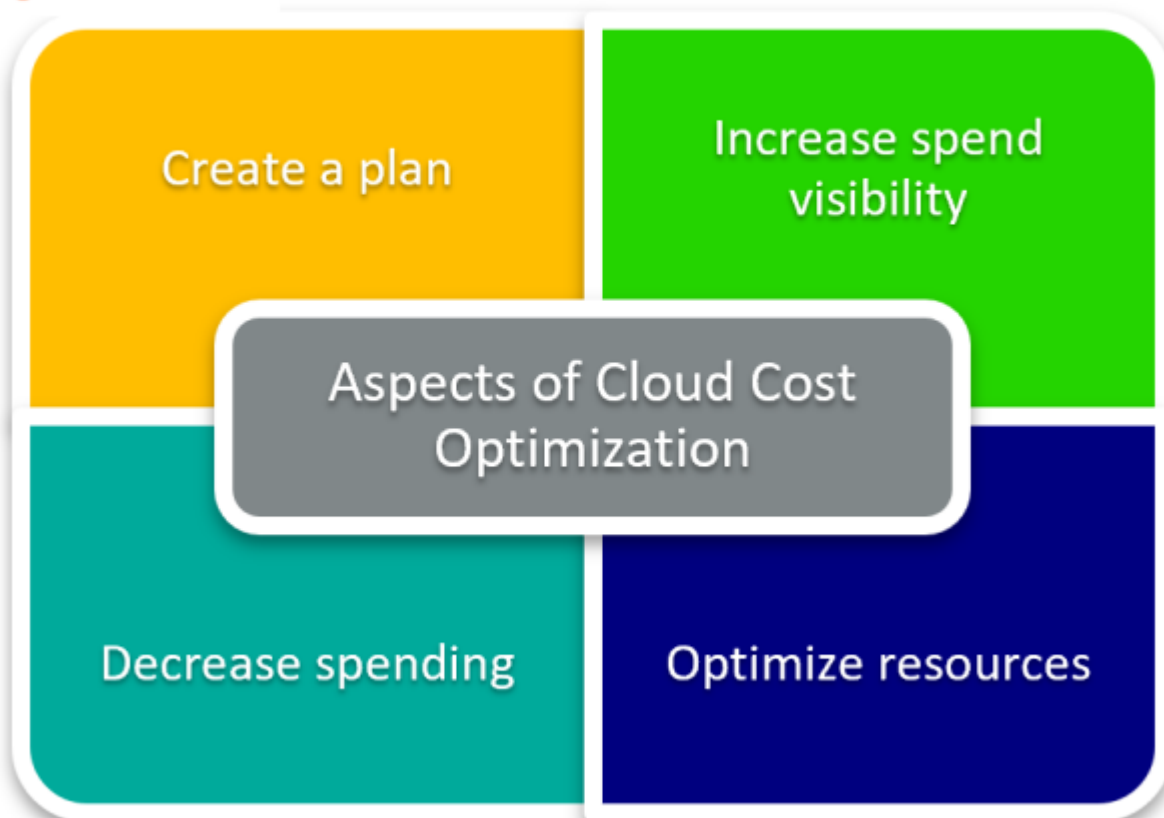 Create a plan
Increase spend
visibility
Aspects of Cloud Cost
Optimization
Decrease spending
Optimize resources